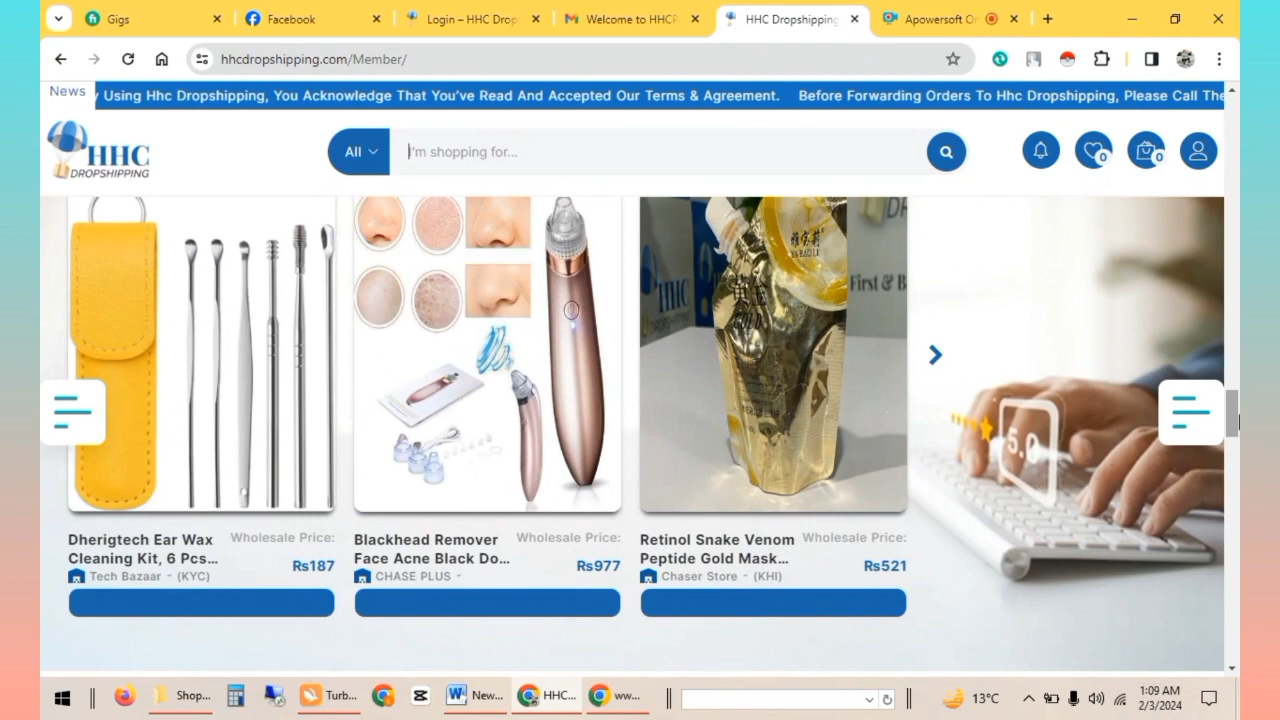 Gigs
Facebook
Login – HHC Drop
Welcome to HHCP
HHC Dropshipping
Apowersoft Or
hhcdropshipping.com/Member/
News
Using Hhc Dropshipping, You Acknowledge That You've Read And Accepted Our Terms & Agreement. Before Forwarding Orders To Hhc Dropshipping, Please Call The
HHC
DROPSHIPPING
All
I'm shopping for...
0
0
黄金
HHC
First & B
5.0
Dherigtech Ear Wax
Cleaning Kit, 6 Pcs...
Wholesale Price:
Rs187
Tech Bazaar - (KYC)
Blackhead Remover
Face Acne Black Do...
Wholesale Price:
Rs977
CHASE PLUS -
Retinol Snake Venom
Peptide Gold Mask...
Wholesale Price:
Rs521
Chaser Store - (KHI)
Shop...
Turb...
New...
HHC...
ww...
13°C
1:09 AM
2/3/2024